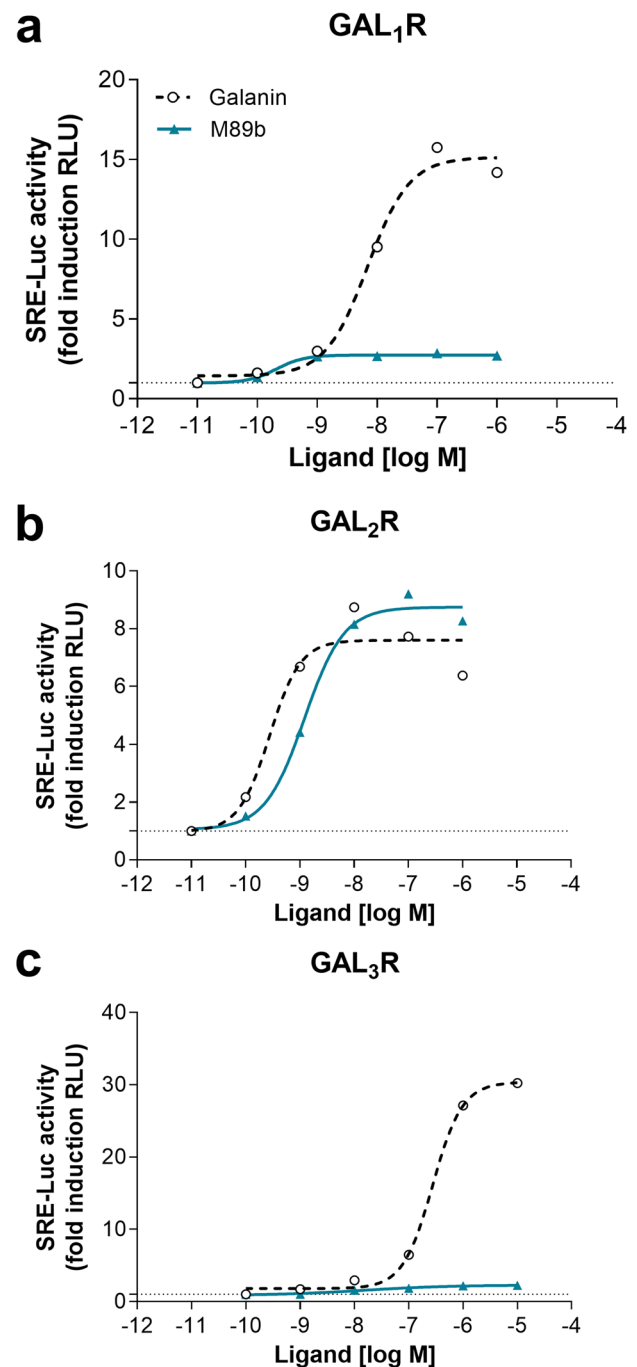 a
GAL₁R
20
15
10
5
0
Galanin
M89b
SRE-Luc activity
(fold induction RLU)
-12 -11 -10 -9 -8 -7 -6 -5 -4
Ligand [log M]
b
GAL₂R
10
8
6
4
2
0
SRE-Luc activity
(fold induction RLU)
-12 -11 -10 -9 -8 -7 -6 -5 -4
Ligand [log M]
c
GAL₃R
40
30
20
10
0
SRE-Luc activity
(fold induction RLU)
-12 -11 -10 -9 -8 -7 -6 -5 -4
Ligand [log M]